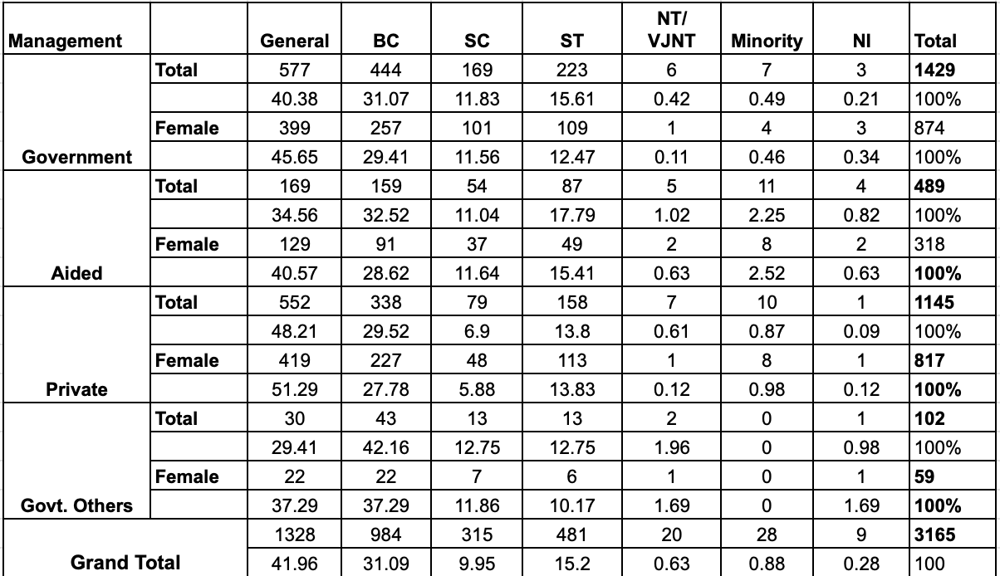 NT/
Management General BC SC ST VJNT Minority NI Total
Total 577 444 169 223 6 7 3 1429
40.38 31.07 11.83 15.61 0.42 0.49 0.21 100%
Female 399 257 101 109 1 4 3 874
Government 45.65 29.41 11.56 12.47 0.11 0.46 0.34 100%
Total 169 159 54 87 5 11 4 489
34.56 32.52 11.04 17.79 1.02 2.25 0.82 100%
Female 129 91 37 49 2 8 2 318
Aided 40.57 28.62 11.64 15.41 0.63 2.52 0.63 100%
Total 552 338 79 158 7 10 1 1145
48.21 29.52 6.9 13.8 0.61 0.87 0.09 100%
Female 419 227 48 113 1 8 1 817
Private 51.29 27.78 5.88 13.83 0.12 0.98 0.12 100%
Total 30 43 13 13 2 0 1 102
29.41 42.16 12.75 12.75 1.96 0 0.98 100%
Female 22 22 7 6 1 0 1 59
Govt. Others 37.29 37.29 11.86 10.17 1.69 0 1.69 100%
1328 984 315 481 20 28 9 3165
Grand Total 41.96 31.09 9.95 15.2 0.63 0.88 0.28 100